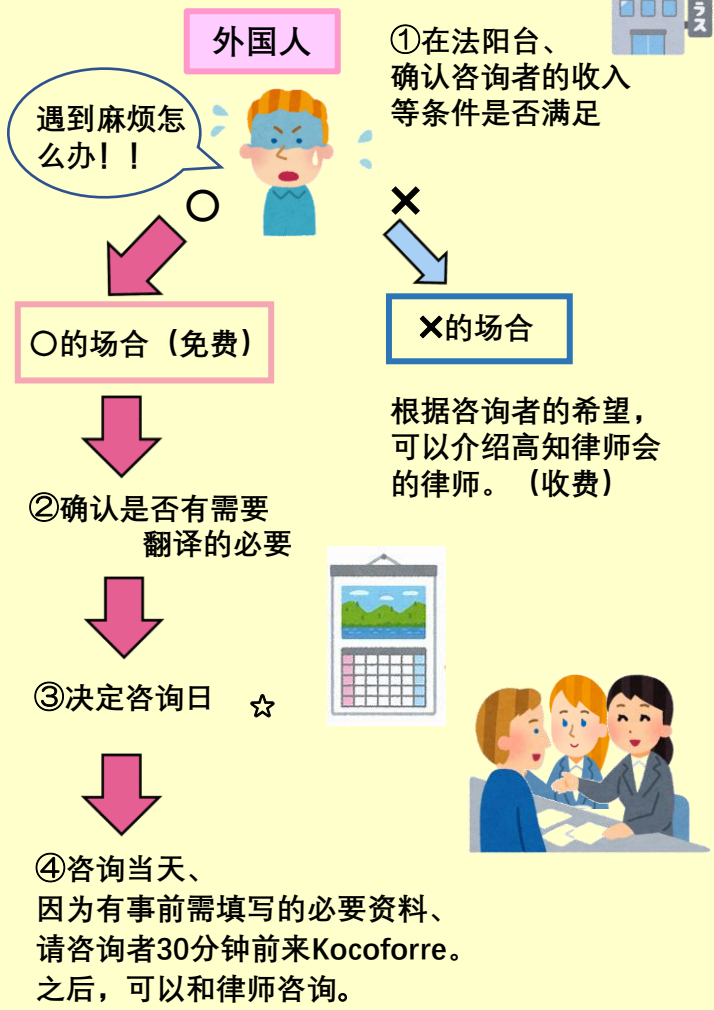 外国人
ラス
①在法阳台、
确认咨询者的收入
等条件是否满足
遇到麻烦怎
么办！！
〇
×
〇的场合（免费）
×的场合
根据咨询者的希望，
可以介绍高知律师会
的律师。（收费）
②确认是否有需要
翻译的必要
③决定咨询日 ☆
④咨询当天、
因为有事前需填写的必要资料、
请咨询者30分钟前来Kocoforre。
之后，可以和律师咨询。